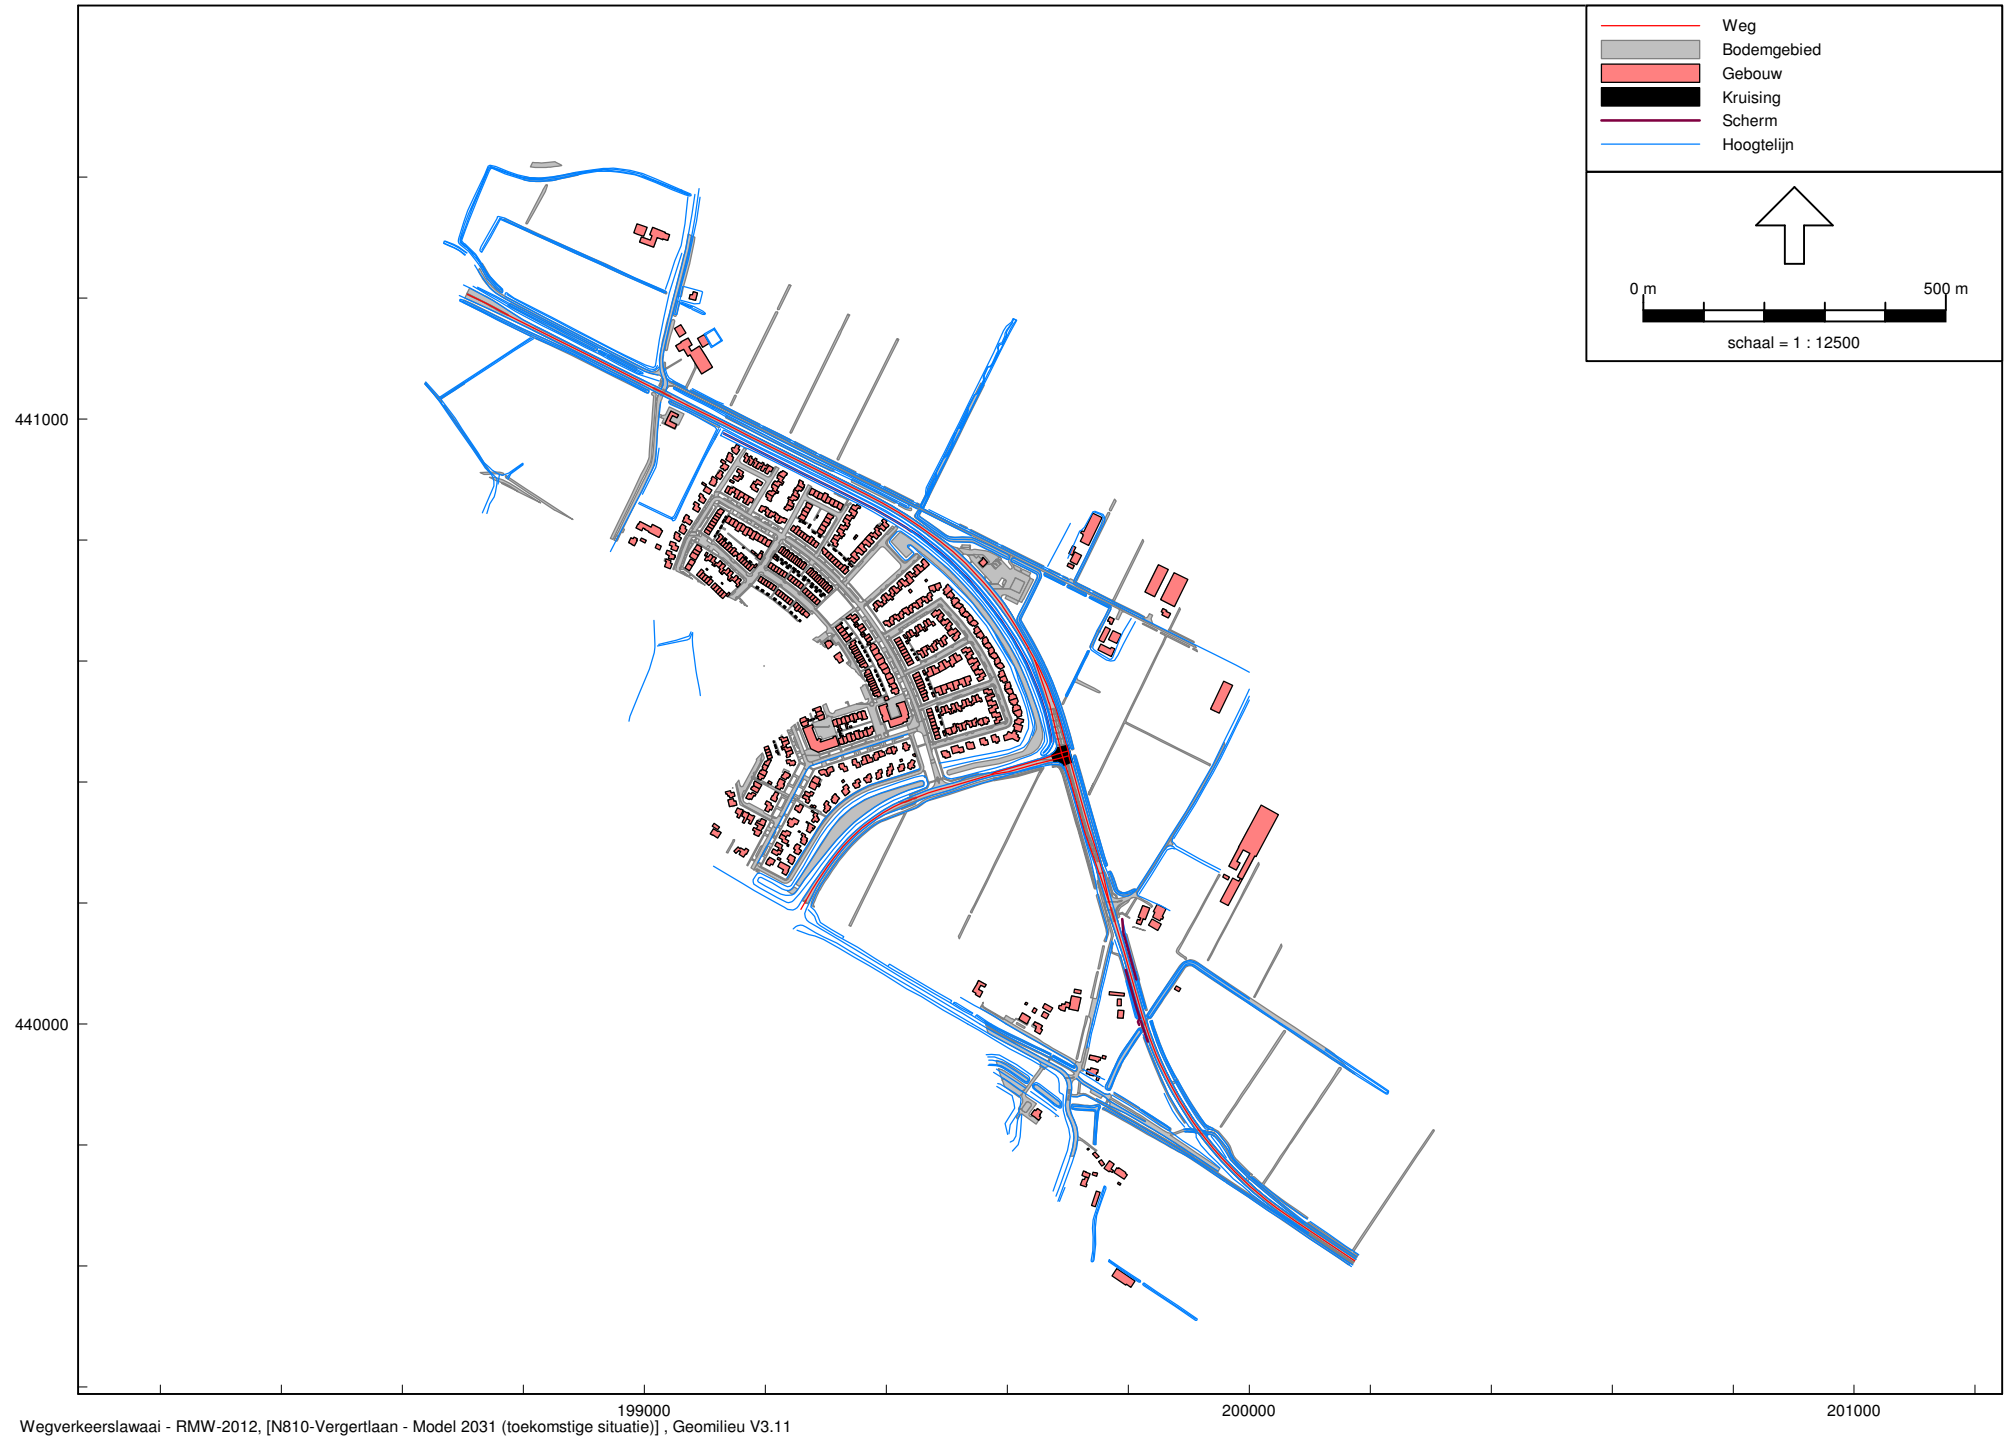 Weg
Bodemgebied
Gebouw
Kruising
Scherm
Hoogtelijn
0 m 500 m
schaal = 1 : 12500
441000
440000
199000 200000 201000
Wegverkeerslawaai - RMW-2012, [N810-Vergertlaan - Model 2031 (toekomstige situatie)] , Geomilieu V3.11